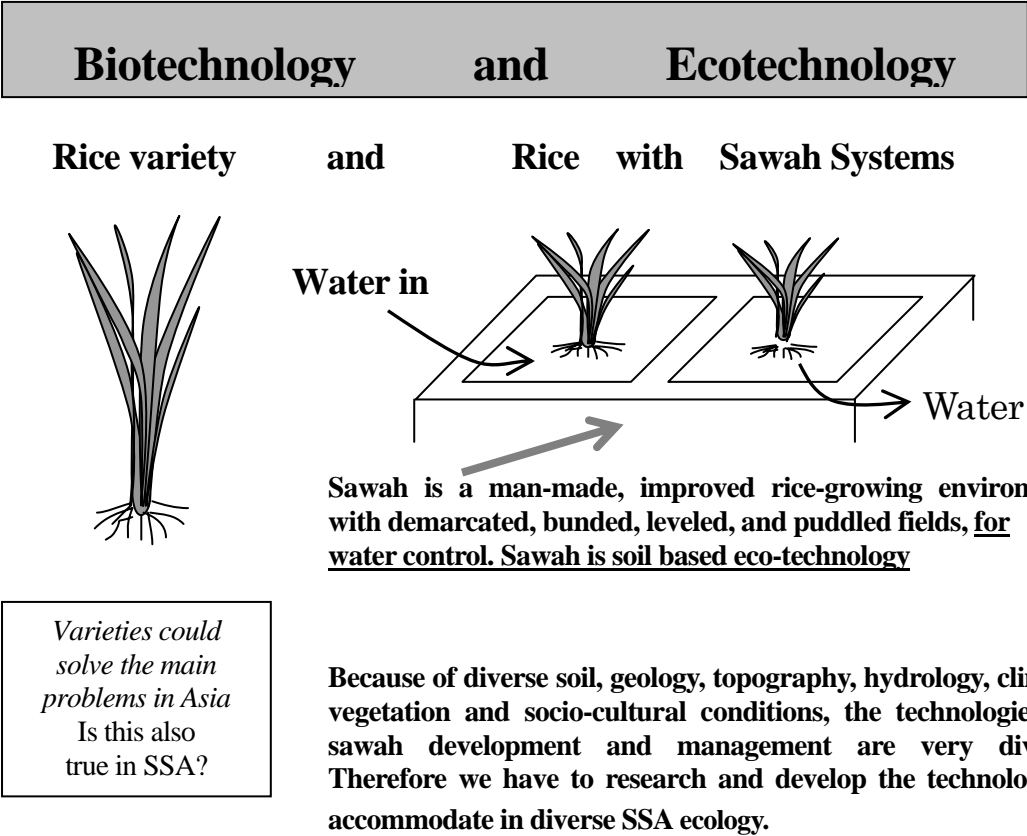 Biotechnology and Ecotechnology
Rice variety and Rice with Sawah Systems
Water in
Water
Sawah is a man-made, improved rice-growing environ
with demarcated, bunded, leveled, and puddled fields, for
water control. Sawah is soil based eco-technology
Varieties could
solve the main
problems in Asia
Is this also
true in SSA?
Because of diverse soil, geology, topography, hydrology, clin
vegetation and socio-cultural conditions, the technologie
sawah development and management are very div
Therefore we have to research and develop the technolo
accommodate in diverse SSA ecology.